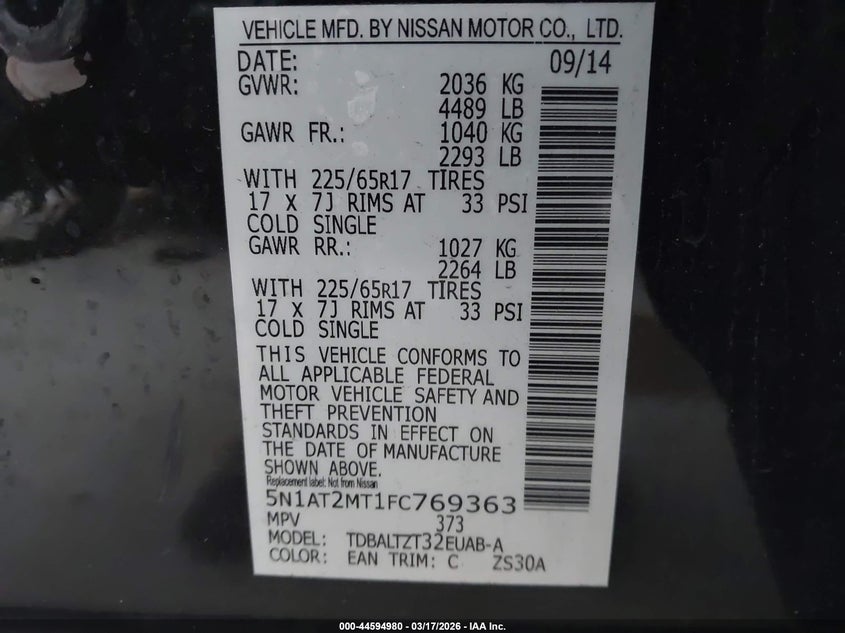 VEHICLE MFD. BY NISSAN MOTOR CO., LTD.
DATE: 09/14
GVWR: 2036 KG
4489 LB
GAWR FR.: 1040 KG
2293 LB
WITH 225/65R17 TIRES
17 X 7J RIMS AT 33 PSI
COLD SINGLE
GAWR RR.: 1027 KG
2264 LB
WITH 225/65R17 TIRES
17 X 7J RIMS AT 33 PSI
COLD SINGLE
THIS VEHICLE CONFORMS TO
ALL APPLICABLE FEDERAL
MOTOR VEHICLE SAFETY AND
THEFT PREVENTION
STANDARDS IN EFFECT ON
THE DATE OF MANUFACTURE
SHOWN ABOVE.
Replacement label: Not from Nissan
5N1AT2MT1FC769363
MPV 373
MODEL: TDBALTZT32EUAB-A
COLOR: EAN TRIM: C ZS30A
000-44594980 – 03/17/2026 – IAA Inc.